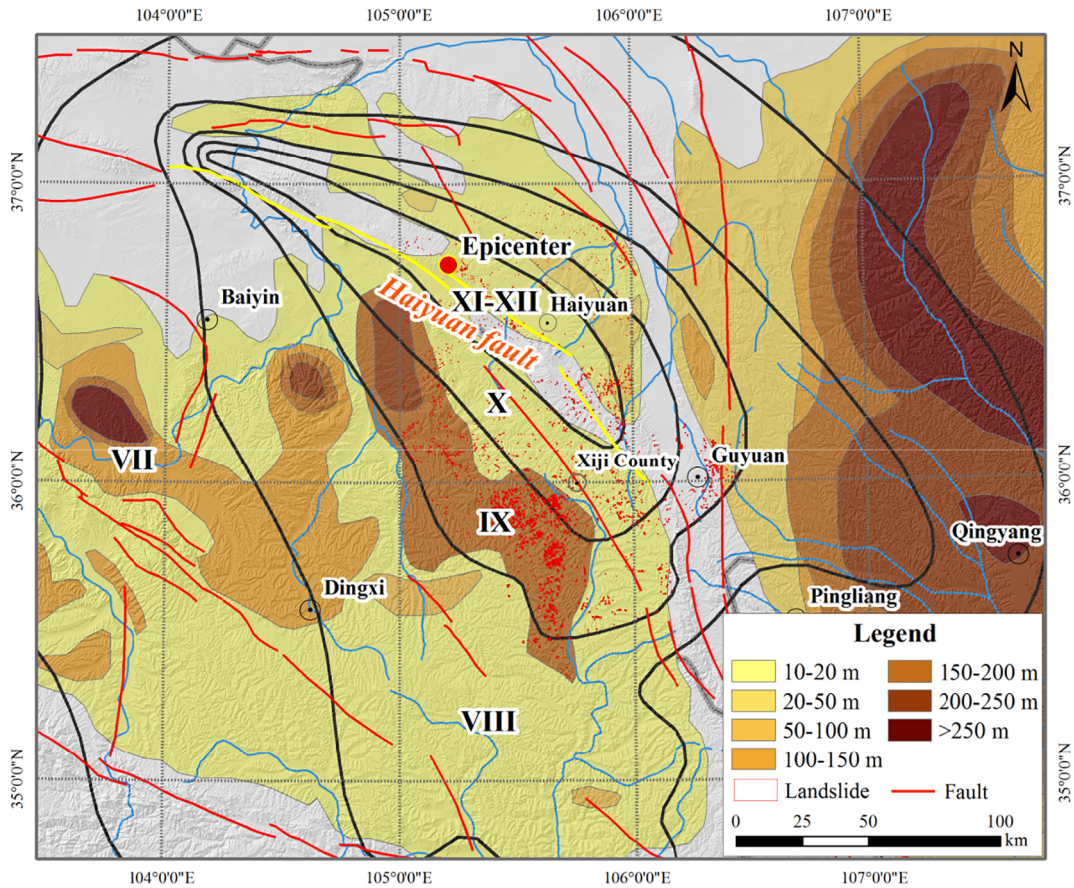 104°0'0"E 105°0'0"E 106°0'0"E 107°0'0"E
N
37°0'0"N
37°0'0"N
Epicenter
Baiyin
XI-XII
Haiyuan
Haiyuan fault
X
VII
Xiji County
Guyuan
36°0'0"N
36°0'0"N
IX
Qingyang
Dingxi
Pingliang
VIII
Legend
10-20 m
150-200 m
20-50 m
200-250 m
50-100 m
>250 m
100-150 m
Landslide
Fault
0 25 50 100
km
35°0'0"N
35°0'0"N
104°0'0"E 105°0'0"E 106°0'0"E 107°0'0"E